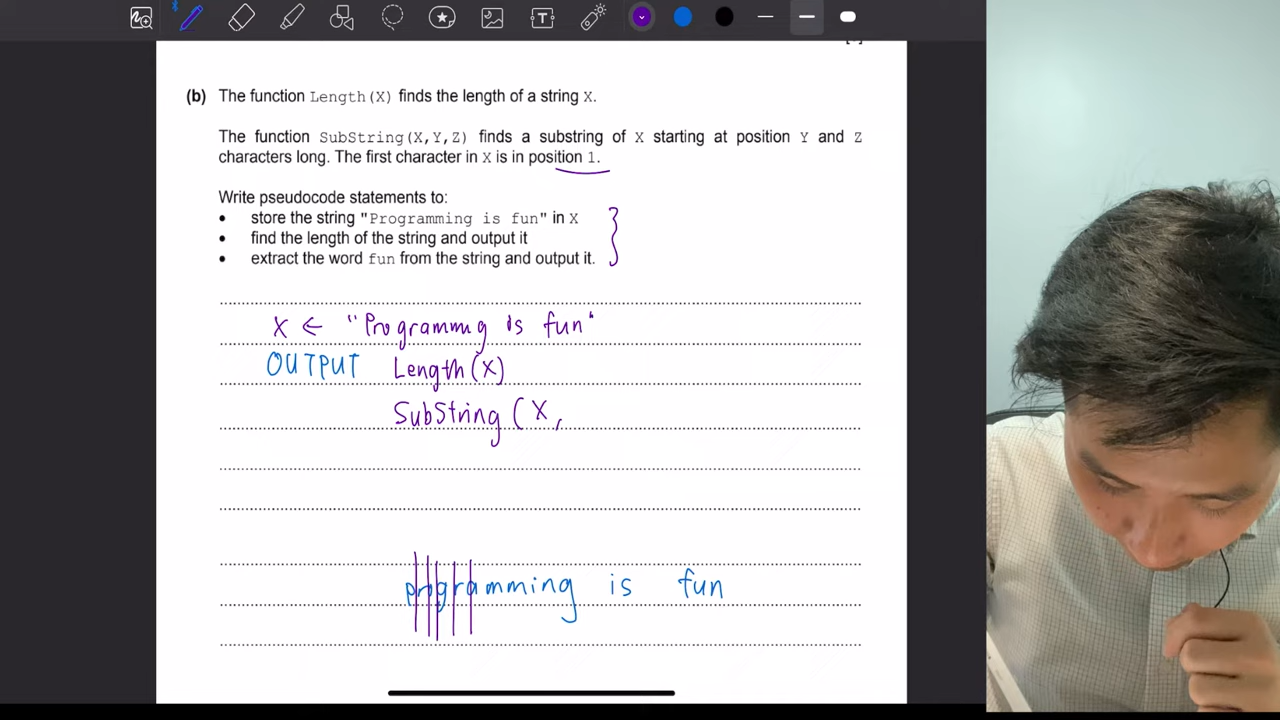 (b) The function Length(X) finds the length of a string X.
The function SubString(X,Y,Z) finds a substring of X starting at position Y and Z
characters long. The first character in X is in position 1.
Write pseudocode statements to:
• store the string "Programming is fun" in X
• find the length of the string and output it
• extract the word fun from the string and output it.
X ← "Programmg is fun"
OUTPUT Length(X)
SubString (X,
programming is fun